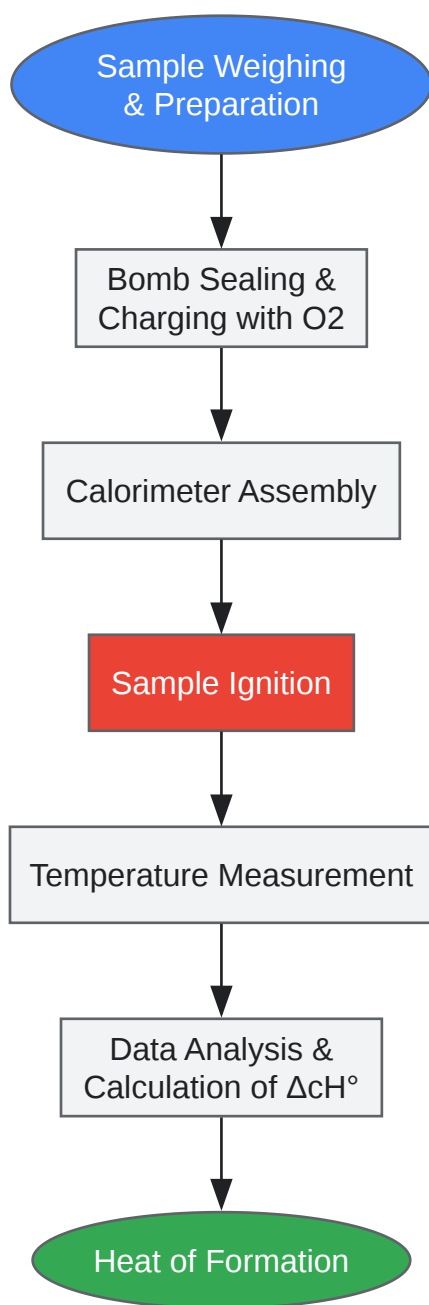 Sample Weighing
& Preparation
Bomb Sealing &
Charging with O2
Calorimeter Assembly
Sample Ignition
Temperature Measurement
Data Analysis &
Calculation of ΔcH°
Heat of Formation